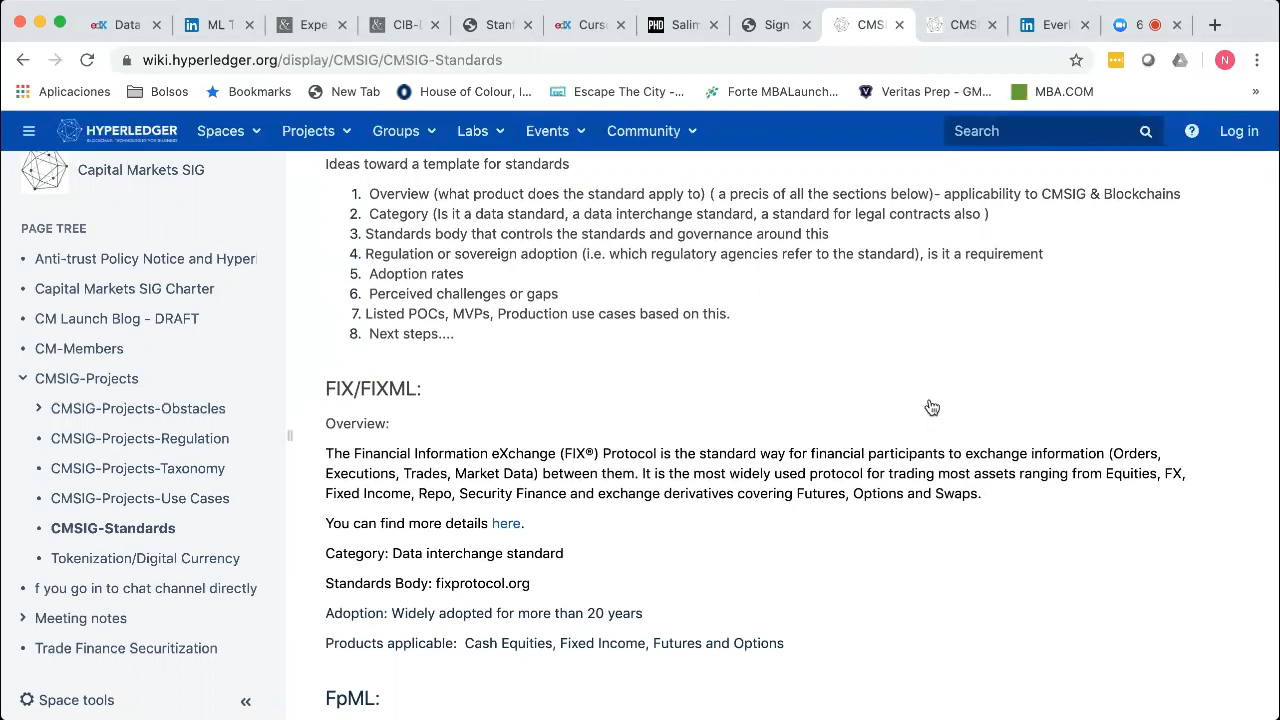 Data
ML T
Expe
CIB-I
Stanf
Curs
Salim
Sign
CMS
CMS
Everl
6
wiki.hyperledger.org/display/CMSIG/CMSIG-Standards
N
Aplicaciones
Bolsos
Bookmarks
New Tab
House of Colour, I...
Escape The City -...
Forte MBALaunch...
Veritas Prep - GM...
MBA.COM
»
HYPERLEDGER
Spaces
Projects
Groups
Labs
Events
Community
Search
Log in
Capital Markets SIG
PAGE TREE
Anti-trust Policy Notice and Hyper
Capital Markets SIG Charter
CM Launch Blog - DRAFT
CM-Members
CMSIG-Projects
CMSIG-Projects-Obstacles
CMSIG-Projects-Regulation
CMSIG-Projects-Taxonomy
CMSIG-Projects-Use Cases
CMSIG-Standards
Tokenization/Digital Currency
f you go in to chat channel directly
Meeting notes
Trade Finance Securitization
Space tools
«
Ideas toward a template for standards
1. Overview (what product does the standard apply to) ( a precis of all the sections below)- applicability to CMSIG & Blockchains
2. Category (Is it a data standard, a data interchange standard, a standard for legal contracts also )
3. Standards body that controls the standards and governance around this
4. Regulation or sovereign adoption (i.e. which regulatory agencies refer to the standard), is it a requirement
5. Adoption rates
6. Perceived challenges or gaps
7. Listed POCs, MVPs, Production use cases based on this.
8. Next steps....
FIX/FIXML:
Overview:
The Financial Information eXchange (FIX®) Protocol is the standard way for financial participants to exchange information (Orders,
Executions, Trades, Market Data) between them. It is the most widely used protocol for trading most assets ranging from Equities, FX,
Fixed Income, Repo, Security Finance and exchange derivatives covering Futures, Options and Swaps.
You can find more details here.
Category: Data interchange standard
Standards Body: fixprotocol.org
Adoption: Widely adopted for more than 20 years
Products applicable: Cash Equities, Fixed Income, Futures and Options
FpML: